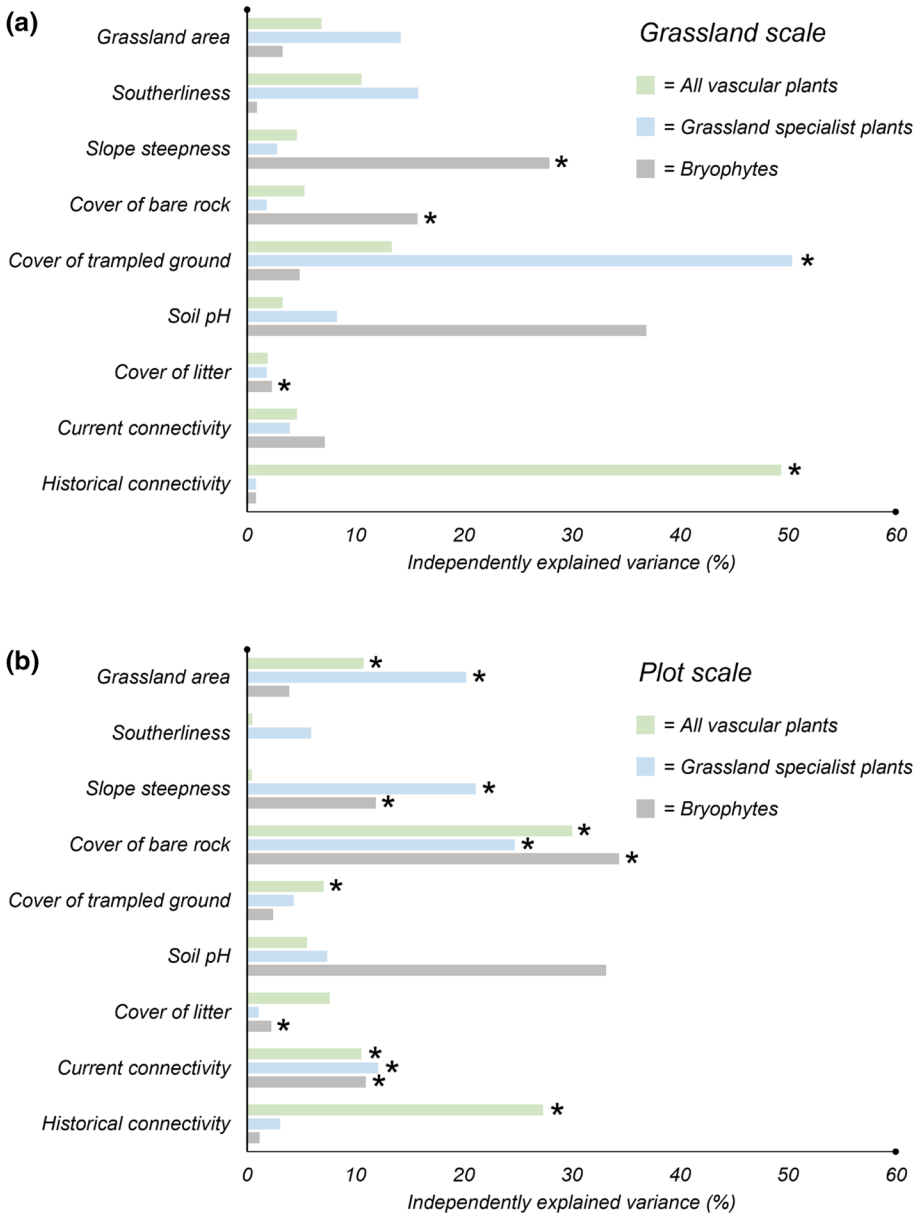 (a)
Grassland scale
= All vascular plants
= Grassland specialist plants
= Bryophytes
Grassland area
Southerliness
Slope steepness
*
Cover of bare rock
*
Cover of trampled ground
*
Soil pH
Cover of litter
*
Current connectivity
Historical connectivity
*
0 10 20 30 40 50 60
Independently explained variance (%)
(b)
Plot scale
= All vascular plants
= Grassland specialist plants
= Bryophytes
Grassland area
*
*
Southerliness
Slope steepness
*
*
Cover of bare rock
*
*
*
Cover of trampled ground
*
Soil pH
Cover of litter
*
Current connectivity
*
*
*
Historical connectivity
*
0 10 20 30 40 50 60
Independently explained variance (%)